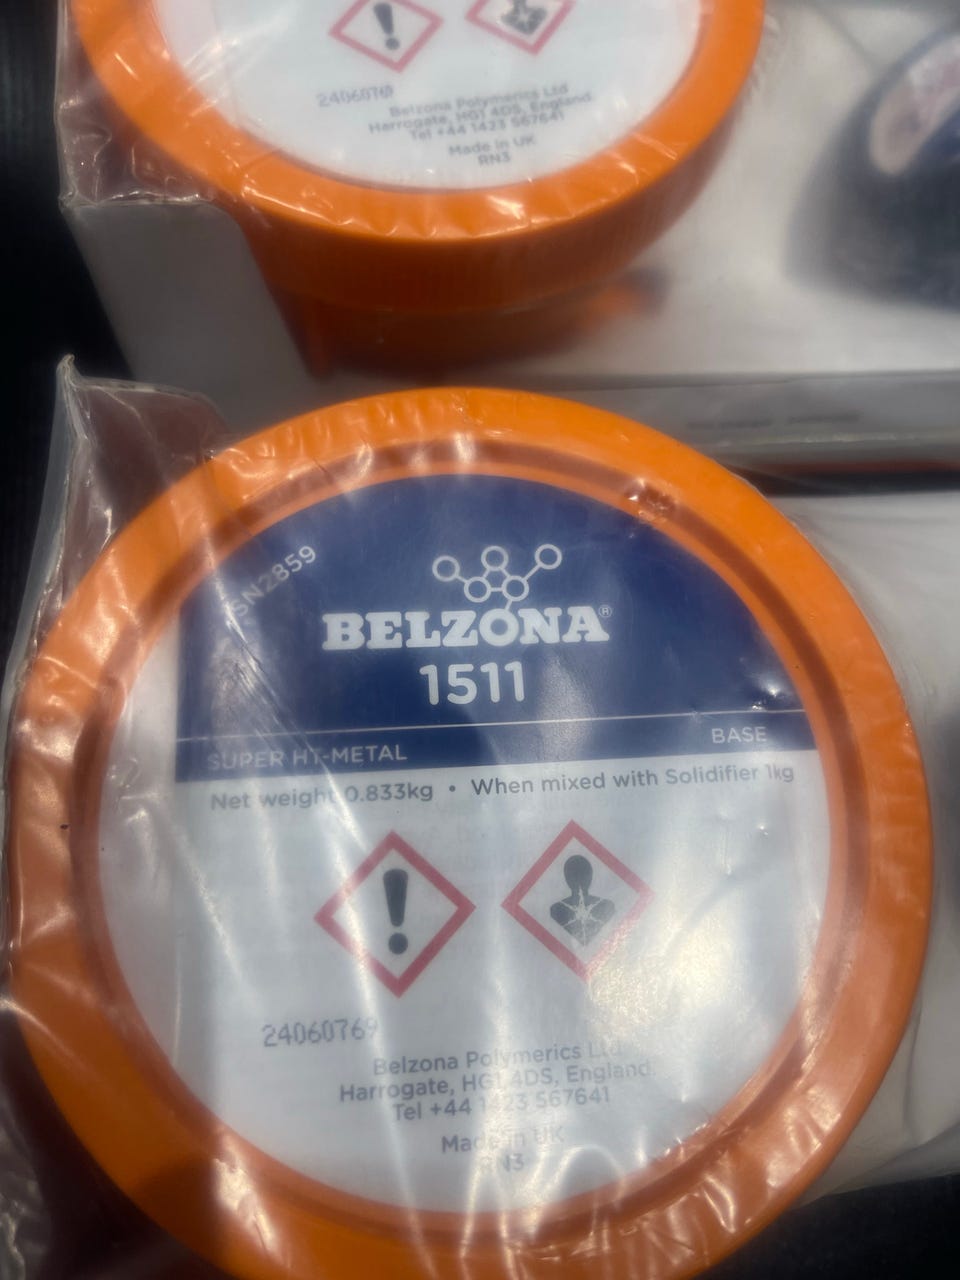 Belzona Polymerics Ltd
Harrogate, HG1 4DS, England.
Tel +44 1423 567641
Made in UK
RN3
SN2859
BELZONA®
1511
SUPER HT-METAL
BASE
Net weight 0.833kg • When mixed with Solidifier 1kg
24060769
Belzona Polymerics Ltd
Harrogate, HG1 4DS, England.
Tel +44 1423 567641
Made in UK
RN3